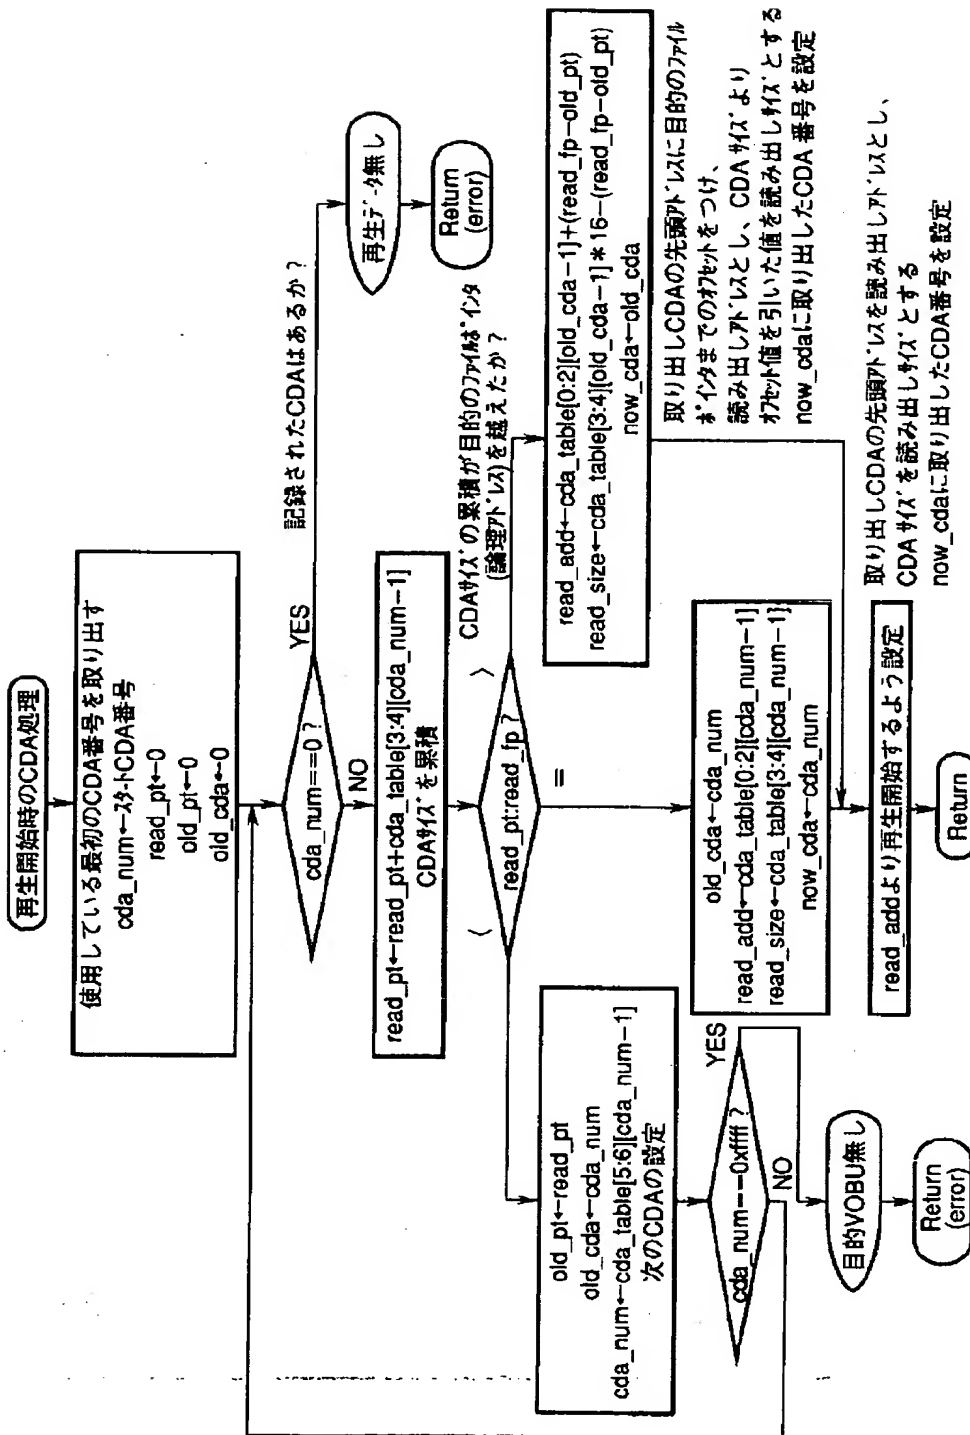 再生開始時のCDA処理
使用している最初のCDA番号を取り出す
cda_num←スタートCDA番号
read_pt←0
old_pt←0
old_cda←0
cda_num==0 ?
YES
記録されたCDAはあるか?
再生データ無し
Return
(error)
NO
read_pt←read_pt+cda_table[3:4][cda_num−1]
CDAサイズを累積
CDAサイズの累積が目的のファイルポインタ
(論理アドレス)を越えたか?
read_pt:read_fp ?
<
=
>
read_add←cda_table[0:2][old_cda−1]+(read_fp−old_pt)
read_size←cda_table[3:4][old_cda−1]*16−(read_fp−old_pt)
now_cda←old_cda
取り出しCDAの先頭アドレスに目的のファイル
ポインタまでのオフセットをつけ、
読み出しアドレスとし、CDAサイズより
オフセット値を引いた値を読み出しサイズとする
now_cdaに取り出したCDA番号を設定
old_cda←cda_num
read_add←cda_table[0:2][cda_num−1]
read_size←cda_table[3:4][cda_num−1]
now_cda←cda_num
取り出しCDAの先頭アドレスを読み出しアドレスとし、
CDAサイズを読み出しサイズとする
now_cdaに取り出したCDA番号を設定
read_addより再生開始するよう設定
Return
old_pt←read_pt
old_cda←cda_num
cda_num←cda_table[5:6][cda_num−1]
次のCDAの設定
cda_num==0xffff ?
YES
NO
目的VOBU無し
Return
(error)